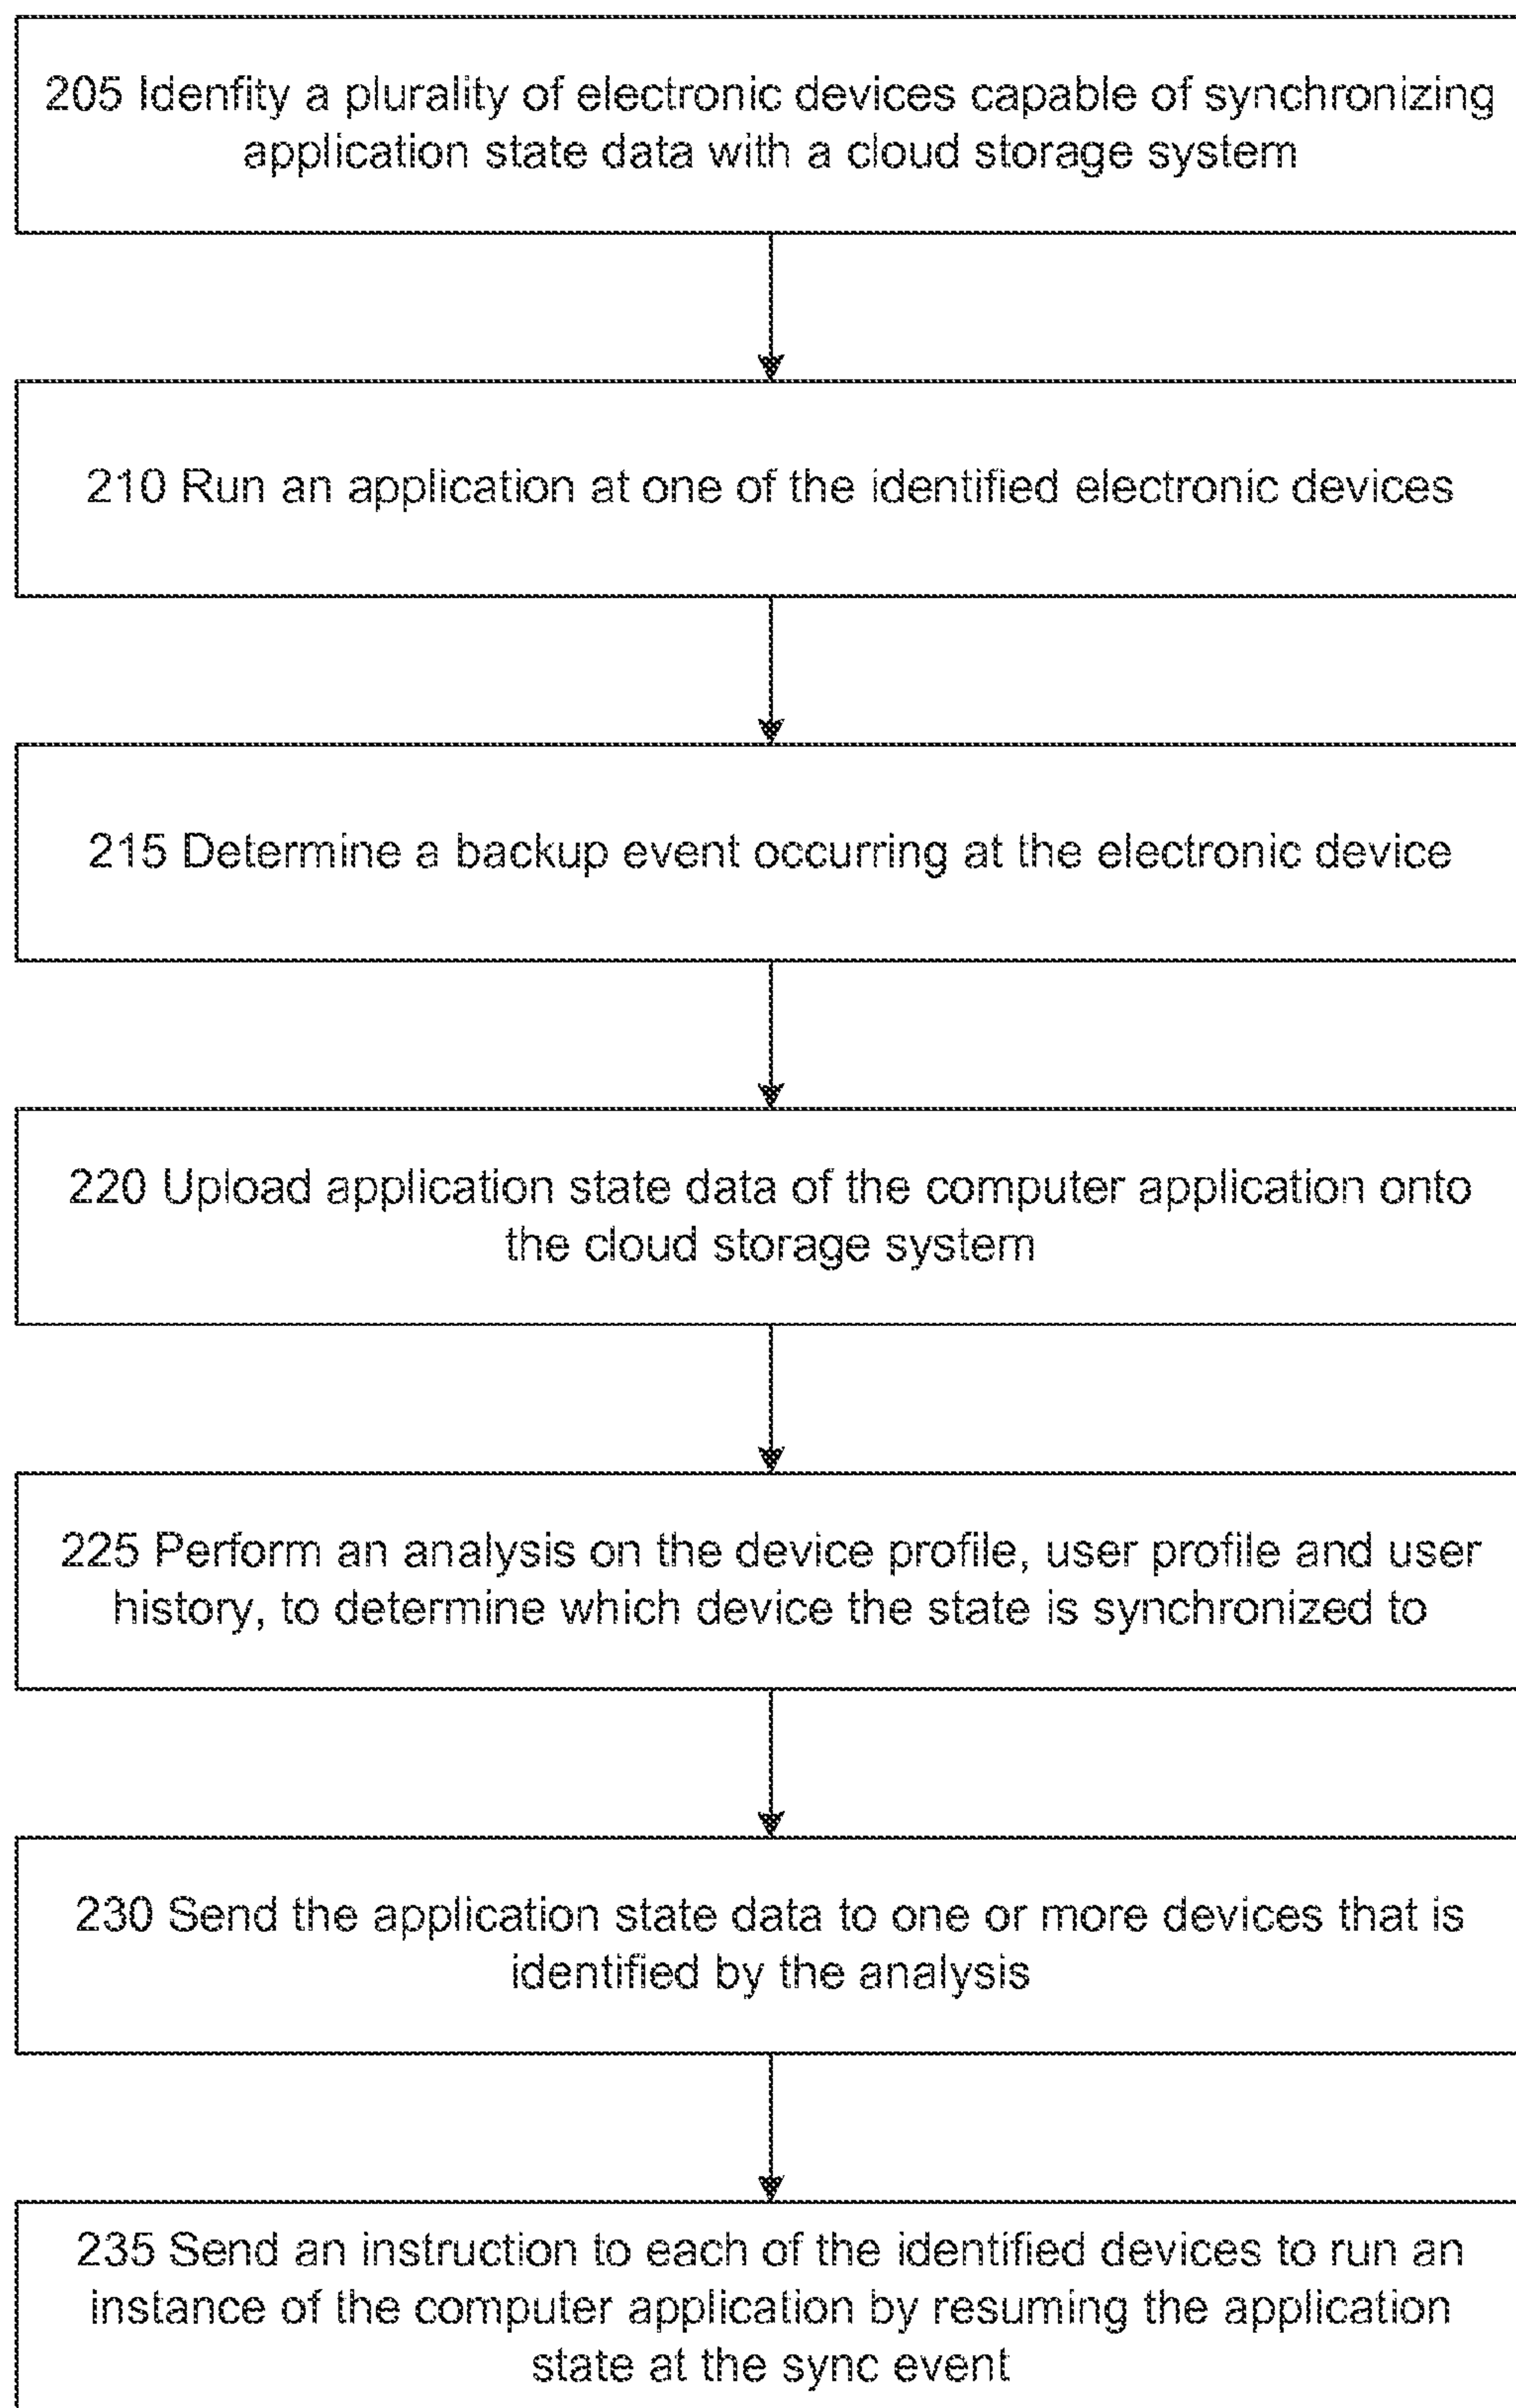 205 Idenfity a plurality of electronic devices capable of synchronizing
application state data with a cloud storage system
210 Run an application at one of the identified electronic devices
215 Determine a backup event occurring at the electronic device
220 Upload application state data of the computer application onto
the cloud storage system
225 Perform an analysis on the device profile, user profile and user
history, to determine which device the state is synchronized to
230 Send the application state data to one or more devices that is
identified by the analysis
235 Send an instruction to each of the identified devices to run an
instance of the computer application by resuming the application
state at the sync event